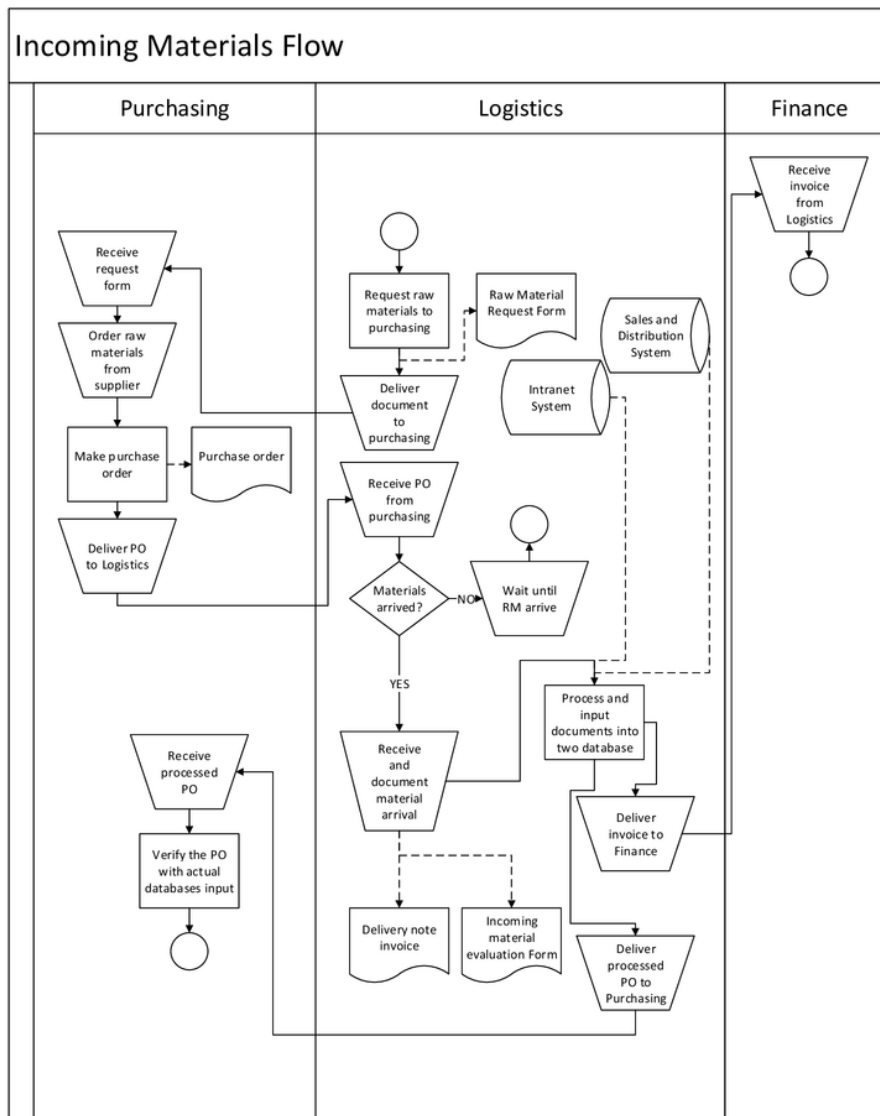 Incoming Materials Flow
Purchasing
Logistics
Finance
Receive
invoice
from
Logistics
Receive
request
form
Request raw
materials to
purchasing
Raw Material
Request Form
Sales and
Distribution
System
Order raw
materials
from
supplier
Deliver
document
to
purchasing
Intranet
System
Make purchase
order
Purchase order
Receive PO
from
purchasing
Deliver PO
to Logistics
Materials
arrived?
NO
Wait until
RM arrive
YES
Process and
input
documents into
two database
Receive
and
document
material
arrival
Receive
processed
PO
Deliver
invoice to
Finance
Verify the PO
with actual
databases input
Delivery note
invoice
Incoming
material
evaluation Form
Deliver
processed
PO to
Purchasing